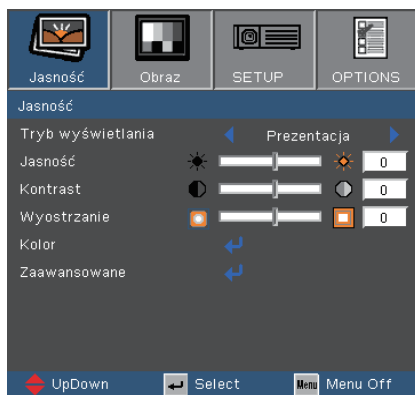 Jasność Obraz SETUP OPTIONS
Jasność
Tryb wyświetlania Prezentacja
Jasność 0
Kontrast 0
Wyostrzanie 0
Kolor
Zaawansowane
UpDown Select Menu Menu Off